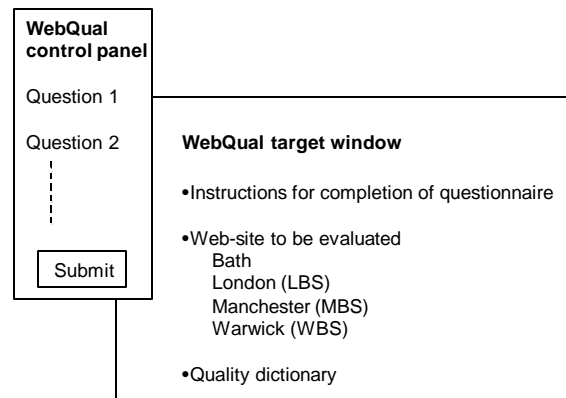 WebQual
control panel
Question 1
Question 2
Submit
WebQual target window
•Instructions for completion of questionnaire
•Web-site to be evaluated
Bath
London (LBS)
Manchester (MBS)
Warwick (WBS)
•Quality dictionary